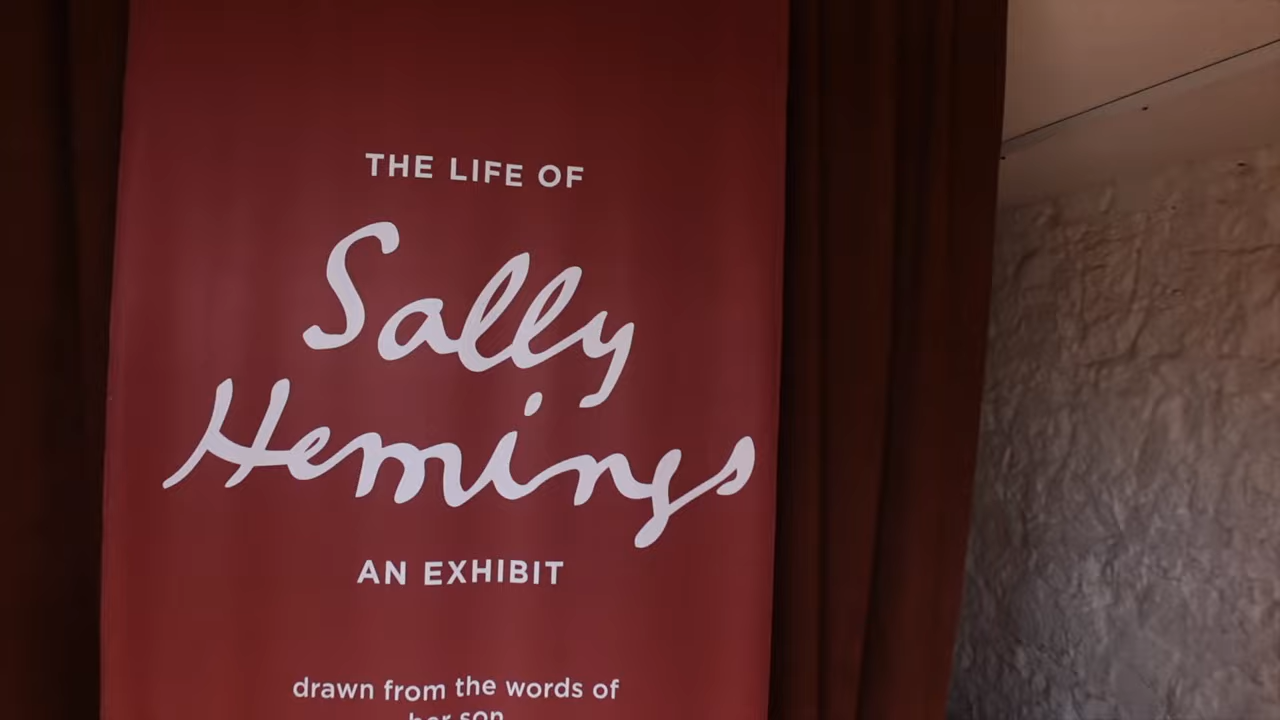 THE LIFE OF
Sally
Hemings
AN EXHIBIT
drawn from the words of
her son